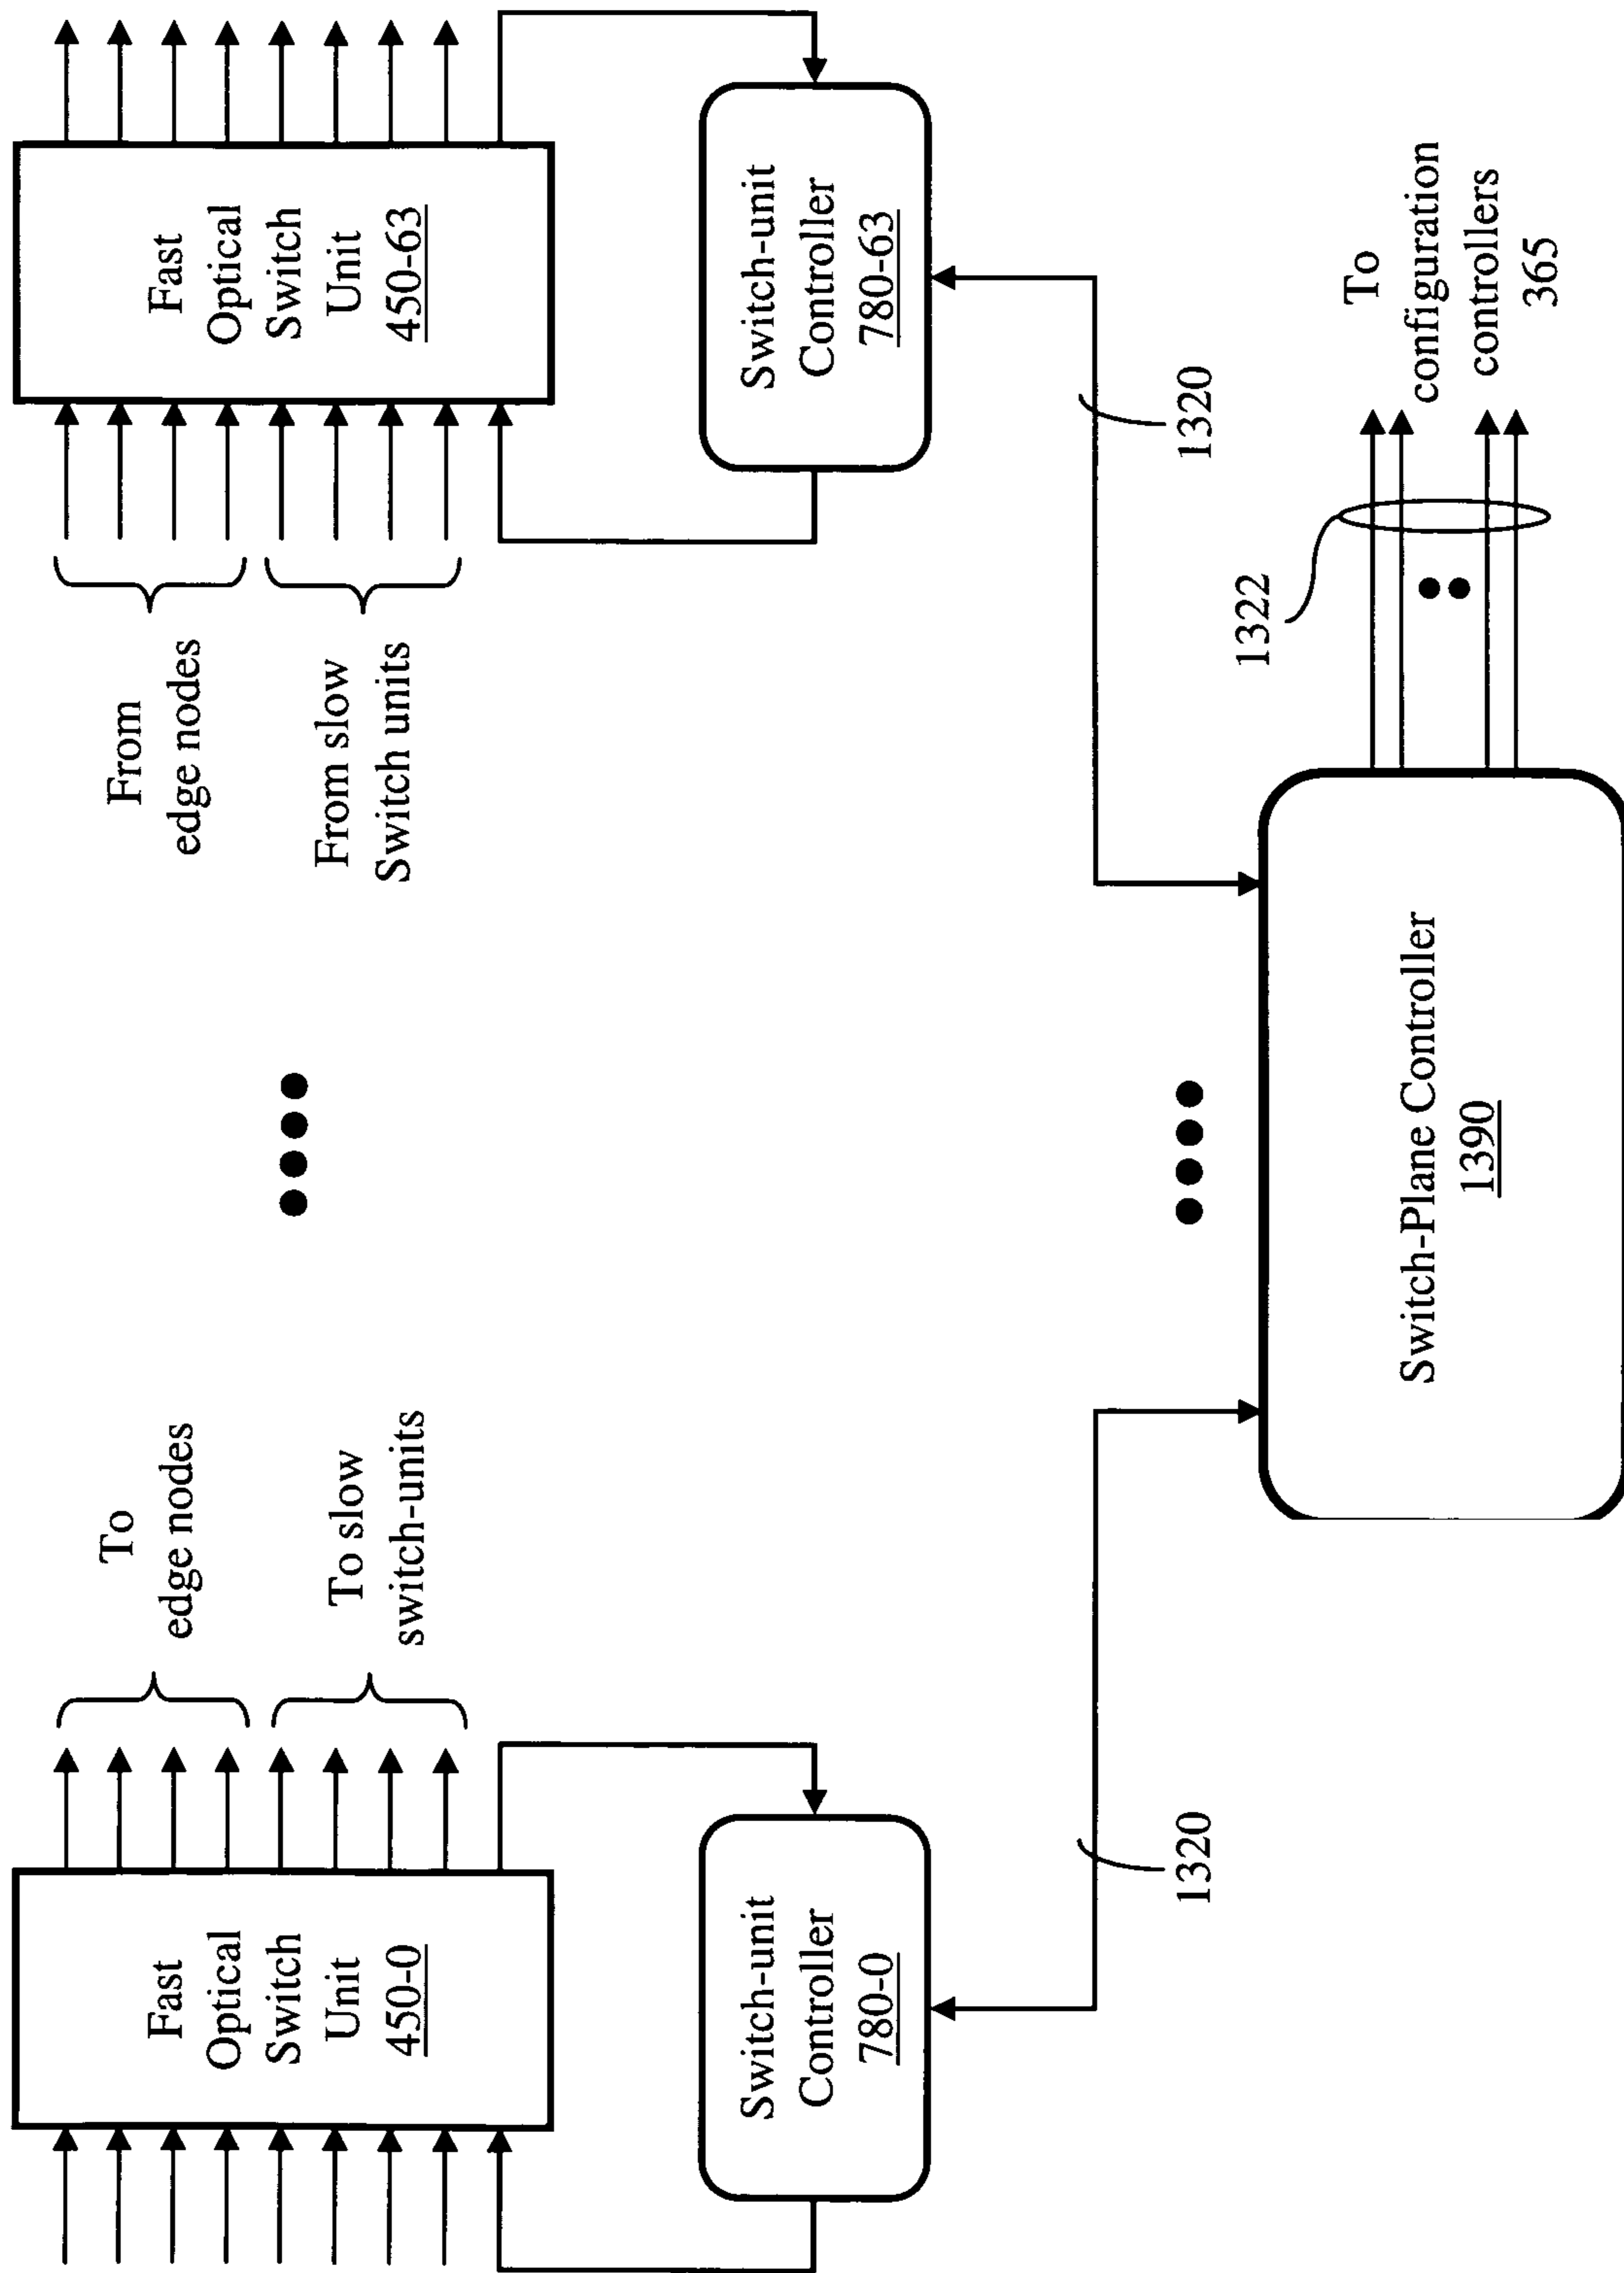 Fast
Optical
Switch
Unit
450-0
To
edge nodes
To slow
switch-units
From
edge nodes
From slow
Switch units
Fast
Optical
Switch
Unit
450-63
Switch-unit
Controller
780-0
Switch-unit
Controller
780-63
1320
1320
Switch-Plane Controller
1390
1322
To
configuration
controllers
365